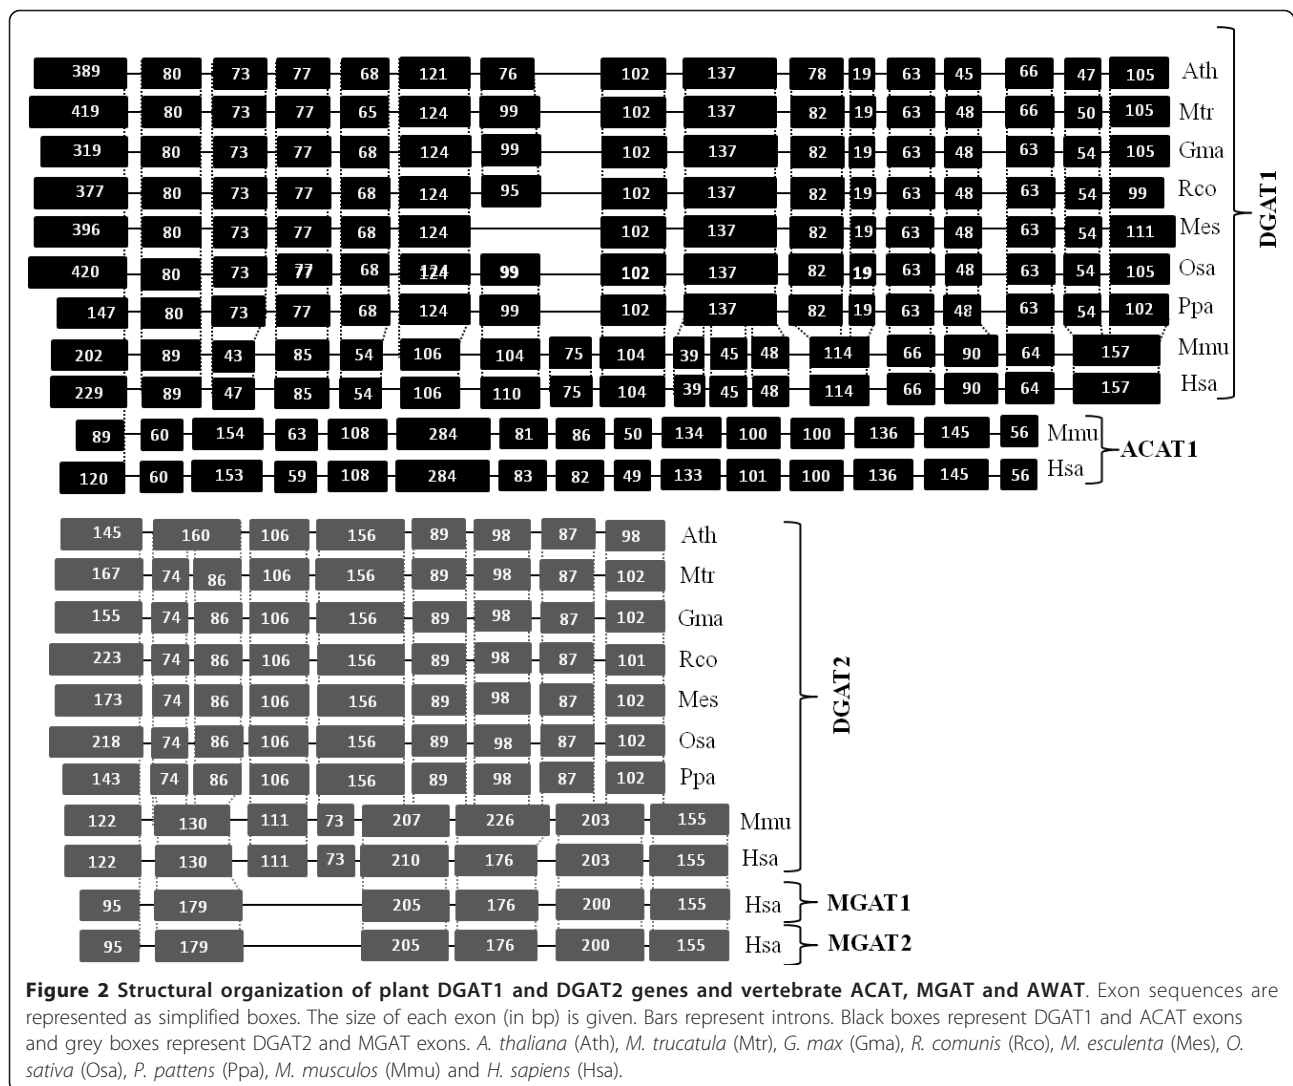 389 80 73 77 68 121 76 102 137 78 19 63 45 66 47 105 Ath
419 80 73 77 65 124 99 102 137 82 19 63 48 66 50 105 Mtr
319 80 73 77 68 124 99 102 137 82 19 63 48 63 54 105 Gma
377 80 73 77 68 124 95 102 137 82 19 63 48 63 54 99 Rco
396 80 73 77 68 124 102 137 82 19 63 48 63 54 111 Mes
420 80 73 77 68 124 99 102 137 82 19 63 48 63 54 105 Osa
147 80 73 77 68 124 99 102 137 82 19 63 48 63 54 102 Ppa
202 89 43 85 54 106 104 75 104 39 45 48 114 66 90 64 157 Mmu
229 89 47 85 54 106 110 75 104 39 45 48 114 66 90 64 157 Hsa
DGAT1
89 60 154 63 108 284 81 86 50 134 100 100 136 145 56 Mmu
120 60 153 59 108 284 83 82 49 133 101 100 136 145 56 Hsa
ACAT1
145 160 106 156 89 98 87 98 Ath
167 74 86 106 156 89 98 87 102 Mtr
155 74 86 106 156 89 98 87 102 Gma
223 74 86 106 156 89 98 87 101 Rco
173 74 86 106 156 89 98 87 102 Mes
218 74 86 106 156 89 98 87 102 Osa
143 74 86 106 156 89 98 87 102 Ppa
122 130 111 73 207 226 203 155 Mmu
122 130 111 73 210 176 203 155 Hsa
DGAT2
95 179 205 176 200 155 Hsa MGAT1
95 179 205 176 200 155 Hsa MGAT2
Figure 2 Structural organization of plant DGAT1 and DGAT2 genes and vertebrate ACAT, MGAT and AWAT. Exon sequences are
represented as simplified boxes. The size of each exon (in bp) is given. Bars represent introns. Black boxes represent DGAT1 and ACAT exons
and grey boxes represent DGAT2 and MGAT exons. A. thaliana (Ath), M. trucatula (Mtr), G. max (Gma), R. comunis (Rco), M. esculenta (Mes), O.
sativa (Osa), P. pattens (Ppa), M. musculos (Mmu) and H. sapiens (Hsa).